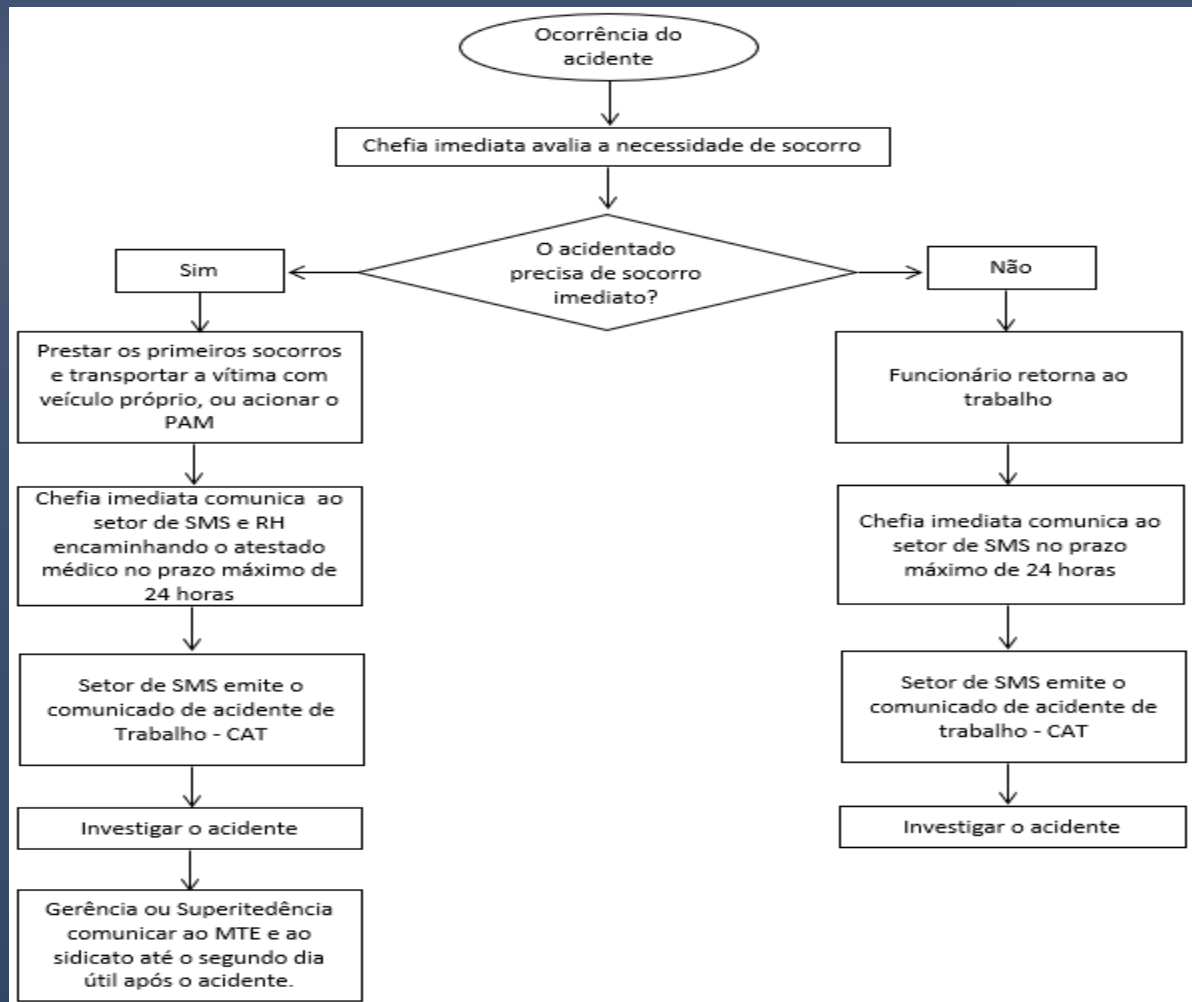 Ocorrência do
acidente
Chefia imediata avalia a necessidade de socorro
O acidentado
precisa de socorro
imediato?
Sim
Não
Prestar os primeiros socorros
e transportar a vítima com
veículo próprio, ou acionar o
PAM
Funcionário retorna ao
trabalho
Chefia imediata comunica ao
setor de SMS e RH
encaminhando o atestado
médico no prazo máximo de
24 horas
Chefia imediata comunica ao
setor de SMS no prazo
máximo de 24 horas
Setor de SMS emite o
comunicado de acidente de
Trabalho - CAT
Setor de SMS emite o
comunicado de acidente de
trabalho - CAT
Investigar o acidente
Investigar o acidente
Gerência ou Superitedência
comunicar ao MTE e ao
sidicato até o segundo dia
útil após o acidente.